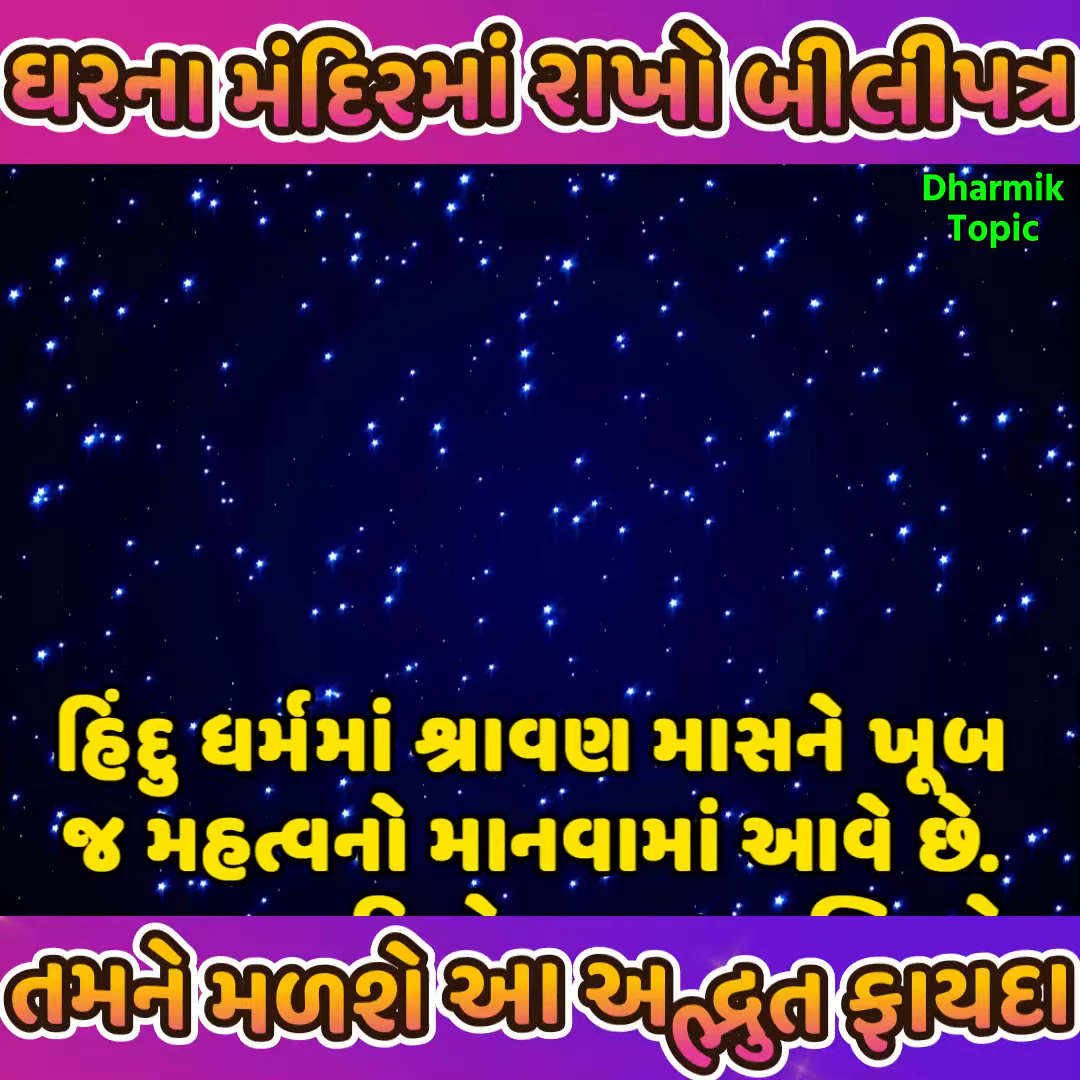 ઘરના મંદિરમાં રાખો બીલીપત્ર
Dharmik
Topic
હિંદુ ધર્મમાં શ્રાવણ માસને ખૂબ
જ મહત્વનો માનવામાં આવે છે.
તમને મળશે આ અદ્ભુત ફાયદા